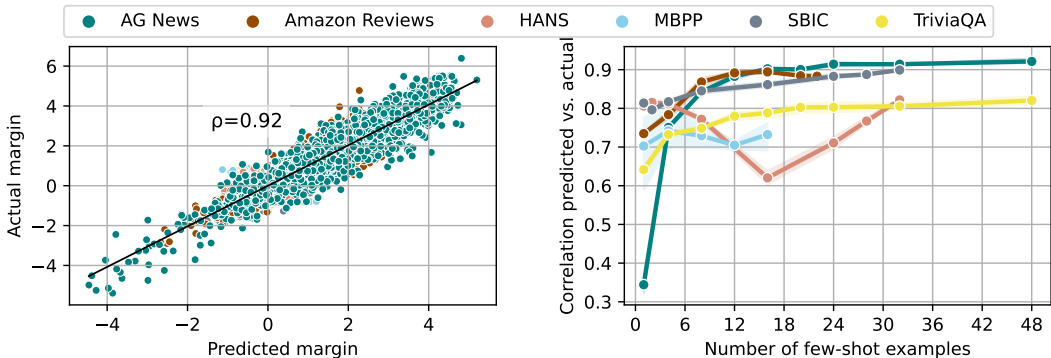 AG News Amazon Reviews HANS MBPP SBIC TriviaQA
Actual margin
4
2
0
−2
−4
ρ=0.92
−4 −2 0 2 4
Predicted margin
Correlation predicted vs. actual
0.9
0.8
0.7
0.6
0.5
0.4
0.3
0 6 12 18 24 30 36 42 48
Number of few-shot examples